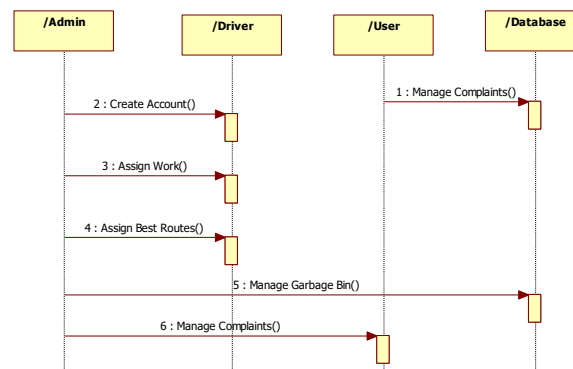 /Admin
/Driver
/User
/Database
1 : Manage Complaints()
2 : Create Account()
3 : Assign Work()
4 : Assign Best Routes()
5 : Manage Garbage Bin()
6 : Manage Complaints()